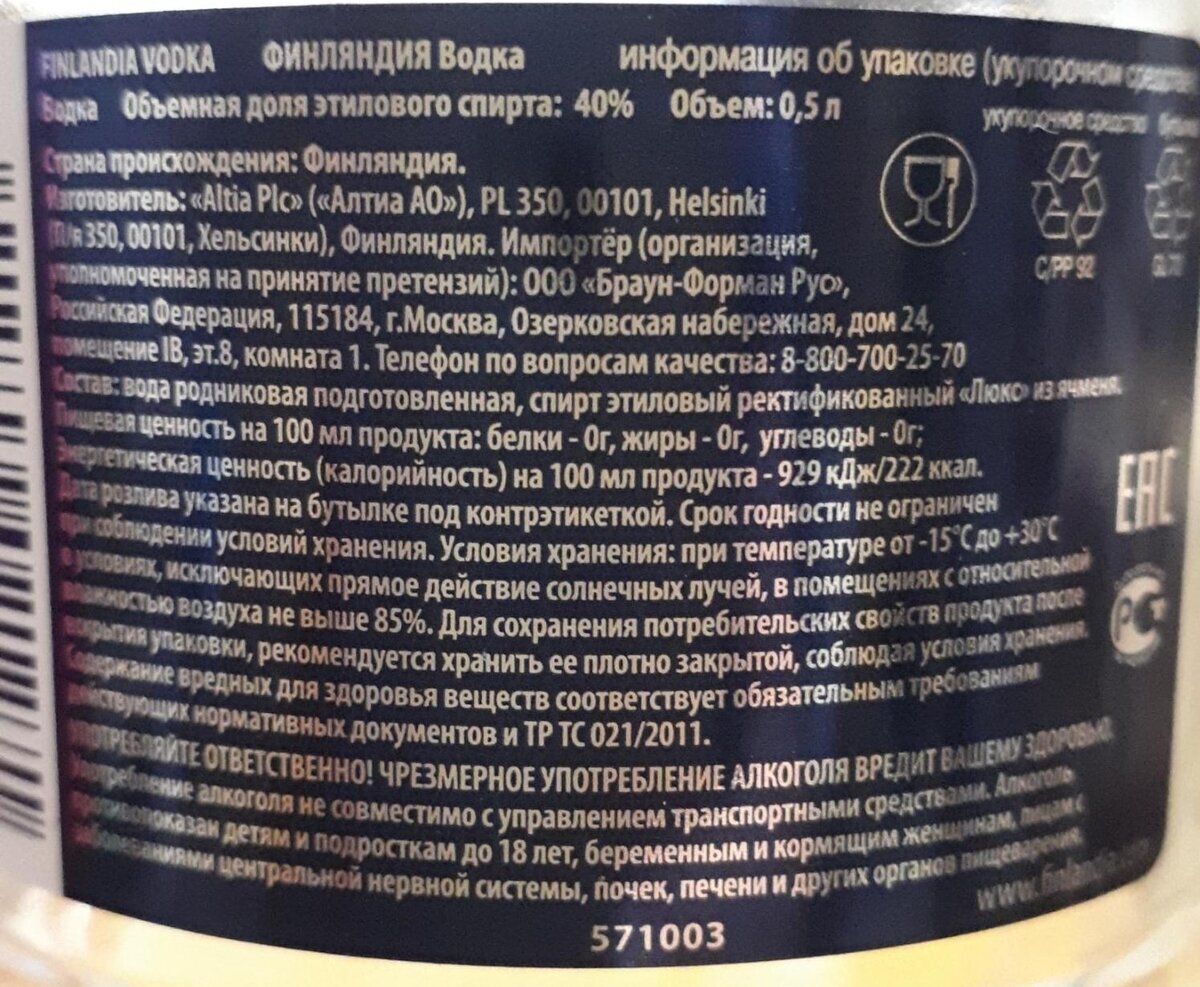 FINLANDIA VODKA ФИНЛЯНДИЯ Водка информация об упаковке (укупорочном средстве
Водка Объемная доля этилового спирта: 40% Объем: 0,5 л укупорочное средство
Страна происхождения: Финляндия.
Изготовитель: «Altia Plc» («Алтиа АО»), PL 350, 00101, Helsinki
(П/я 350, 00101, Хельсинки), Финляндия. Импортёр (организация,
C/PP 92
уполномоченная на принятие претензий): ООО «Браун-Форман Рус»,
Российская Федерация, 115184, г.Москва, Озерковская набережная, дом 24,
помещение IB, эт.8, комната 1. Телефон по вопросам качества: 8-800-700-25-70
Состав: вода родниковая подготовленная, спирт этиловый ректификованный «Люкс» из ячменя.
Пищевая ценность на 100 мл продукта: белки - 0г, жиры - 0г, углеводы - 0г;
Энергетическая ценность (калорийность) на 100 мл продукта - 929 кДж/222 ккал.
EAC
Дата розлива указана на бутылке под контрэтикеткой. Срок годности не ограничен
при соблюдении условий хранения. Условия хранения: при температуре от -15°С до +30°С
в условиях, исключающих прямое действие солнечных лучей, в помещениях с относительной
влажностью воздуха не выше 85%. Для сохранения потребительских свойств продукта после
вскрытия упаковки, рекомендуется хранить ее плотно закрытой, соблюдая условия хранения.
Содержание вредных для здоровья веществ соответствует обязательным требованиям
действующих нормативных документов и ТР ТС 021/2011.
УПОТРЕБЛЯЙТЕ ОТВЕТСТВЕННО! ЧРЕЗМЕРНОЕ УПОТРЕБЛЕНИЕ АЛКОГОЛЯ ВРЕДИТ ВАШЕМУ ЗДОРОВЬЮ.
Употребление алкоголя не совместимо с управлением транспортными средствами. Алкоголь
противопоказан детям и подросткам до 18 лет, беременным и кормящим женщинам, лицам с
заболеваниями центральной нервной системы, почек, печени и других органов пищеварения.
571003